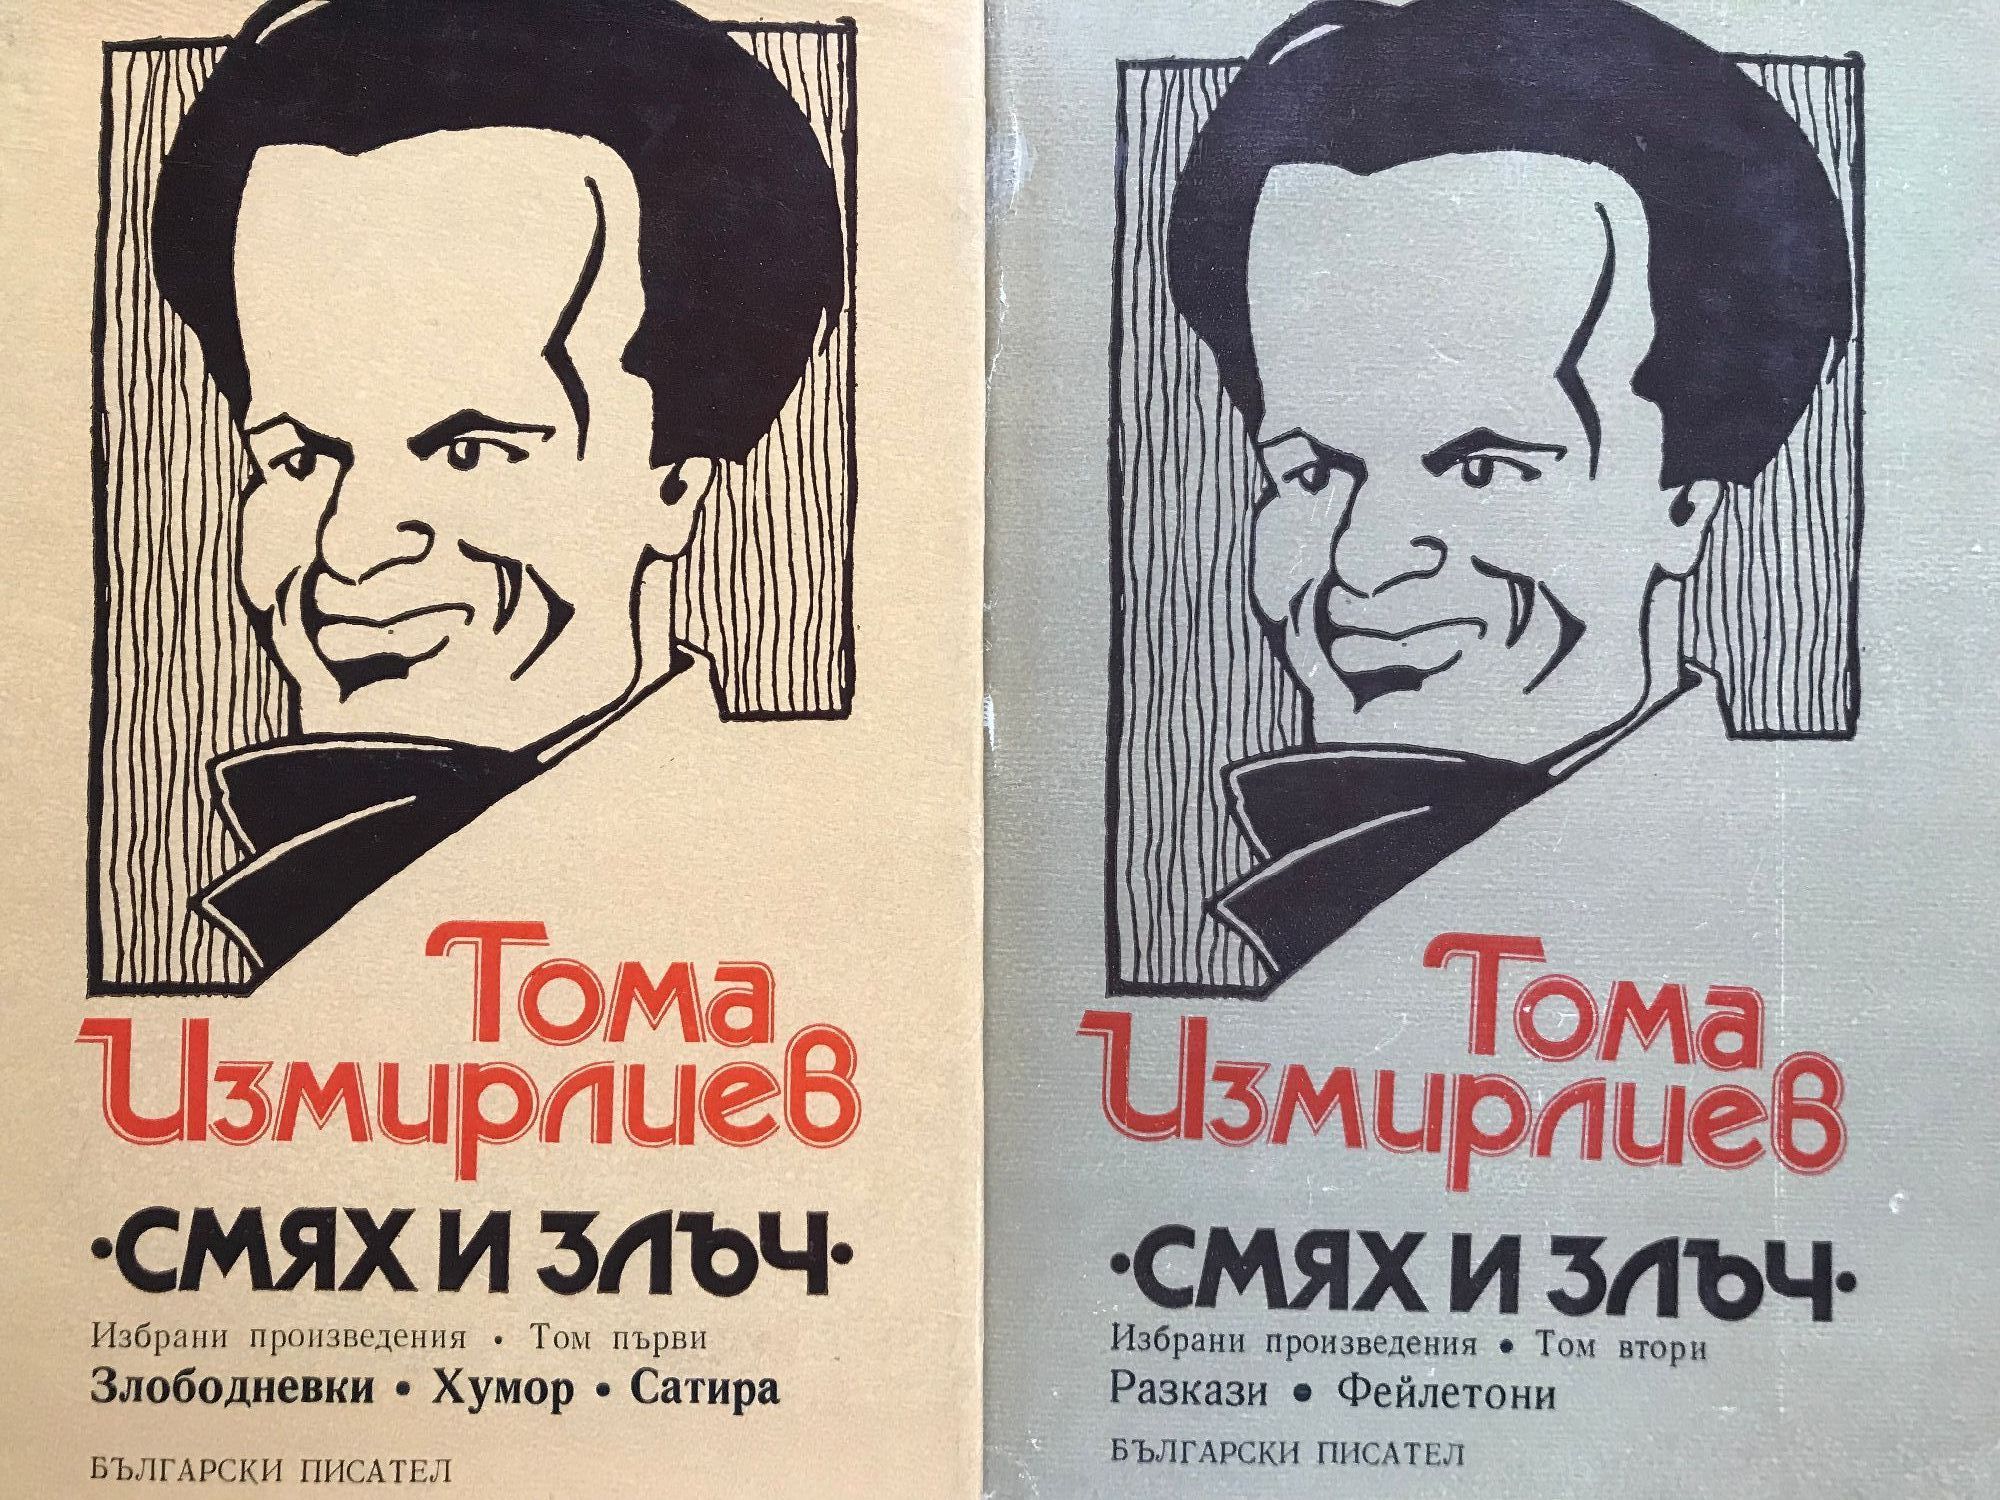 Тома
Измирлиев
•СМЯХ И ЗЛЪЧ•
Избрани произведения • Том първи
Злободневки • Хумор • Сатира
БЪЛГАРСКИ ПИСАТЕЛ
Тома
Измирлиев
•СМЯХ И ЗЛЪЧ•
Избрани произведения • Том втори
Разкази • Фейлетони
БЪЛГАРСКИ ПИСАТЕЛ